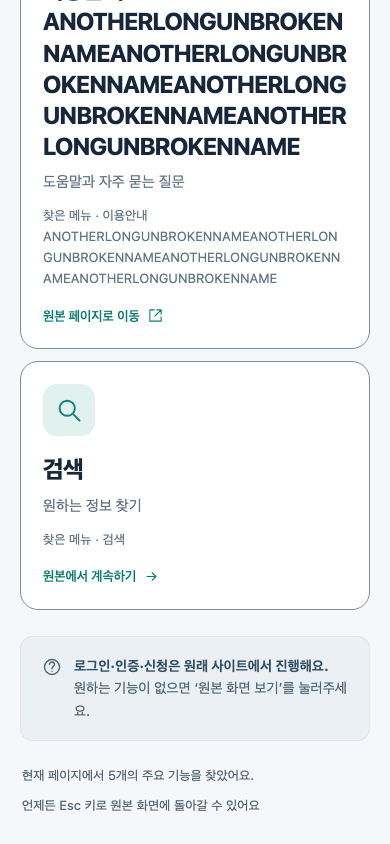 ANOTHERLONGUNBROKEN
NAMEANOTHERLONGUNBR
OKENNAMEANOTHERLONG
UNBROKENNAMEANOTHER
LONGUNBROKENNAME
도움말과 자주 묻는 질문
찾은 메뉴 · 이용안내
ANOTHERLONGUNBROKENNAMEANOTHERLON
GUNBROKENNAMEANOTHERLONGUNBROKENN
AMEANOTHERLONGUNBROKENNAME
원본 페이지로 이동
검색
원하는 정보 찾기
찾은 메뉴 · 검색
원본에서 계속하기 →
로그인·인증·신청은 원래 사이트에서 진행해요.
원하는 기능이 없으면 ‘원본 화면 보기’를 눌러주세
요.
현재 페이지에서 5개의 주요 기능을 찾았어요.
언제든 Esc 키로 원본 화면에 돌아갈 수 있어요